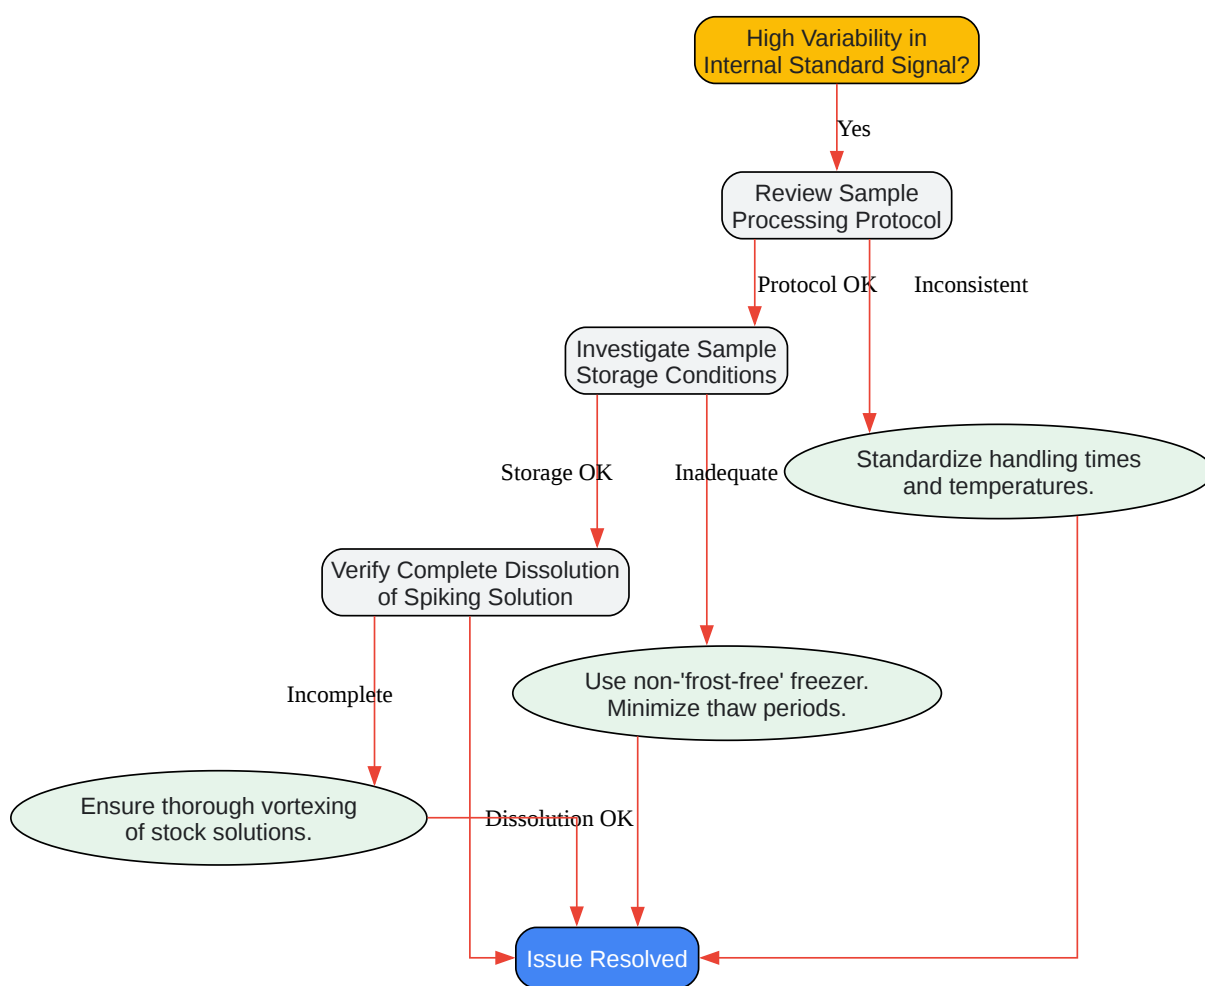 High Variability in
Internal Standard Signal?
Yes
Review Sample
Processing Protocol
Protocol OK
Inconsistent
Investigate Sample
Storage Conditions
Storage OK
Inadequate
Standardize handling times
and temperatures.
Verify Complete Dissolution
of Spiking Solution
Incomplete
Use non-'frost-free' freezer.
Minimize thaw periods.
Ensure thorough vortexing
of stock solutions.
Dissolution OK
Issue Resolved